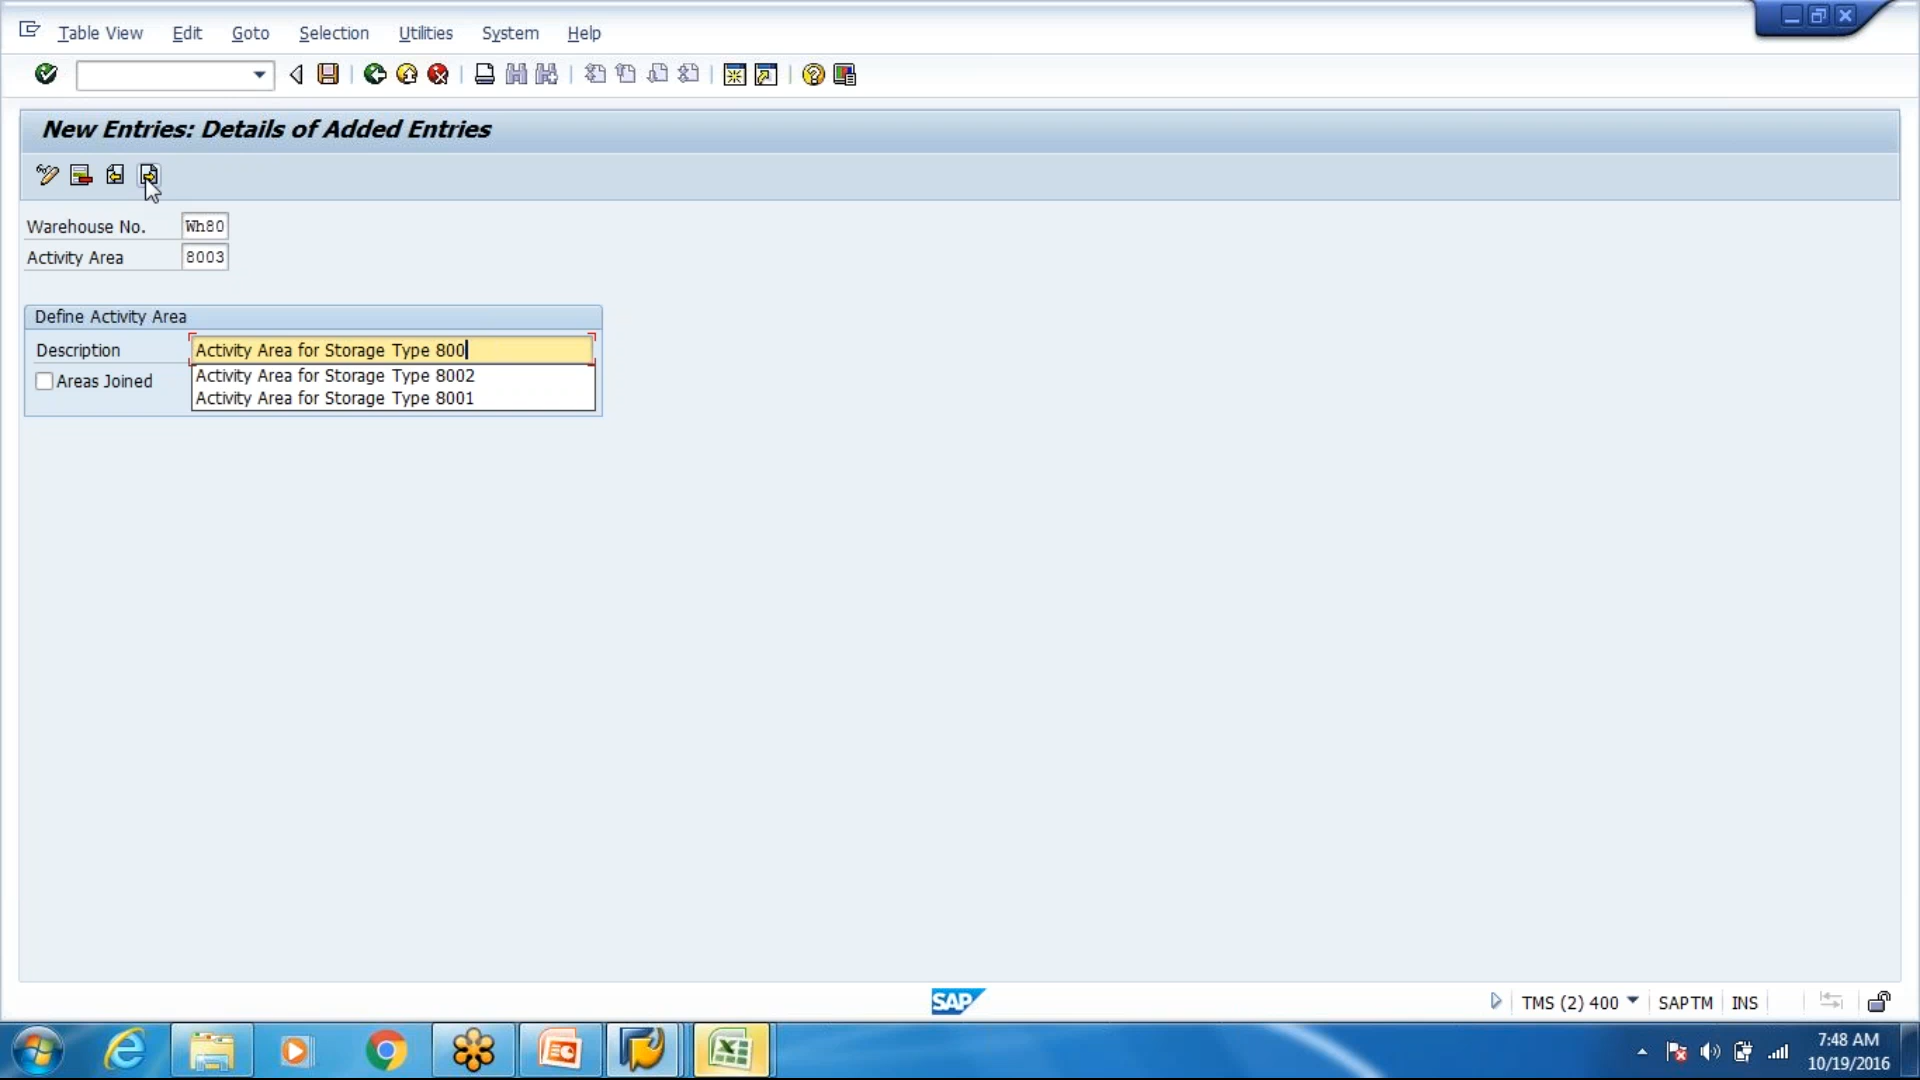 Table View Edit Goto Selection Utilities System Help
New Entries: Details of Added Entries
Warehouse No. Wh80
Activity Area 8003
Define Activity Area
Description Activity Area for Storage Type 800
Activity Area for Storage Type 8002
Areas Joined
Activity Area for Storage Type 8001
SAP
TMS (2) 400 SAPTM INS
7:48 AM
10/19/2016